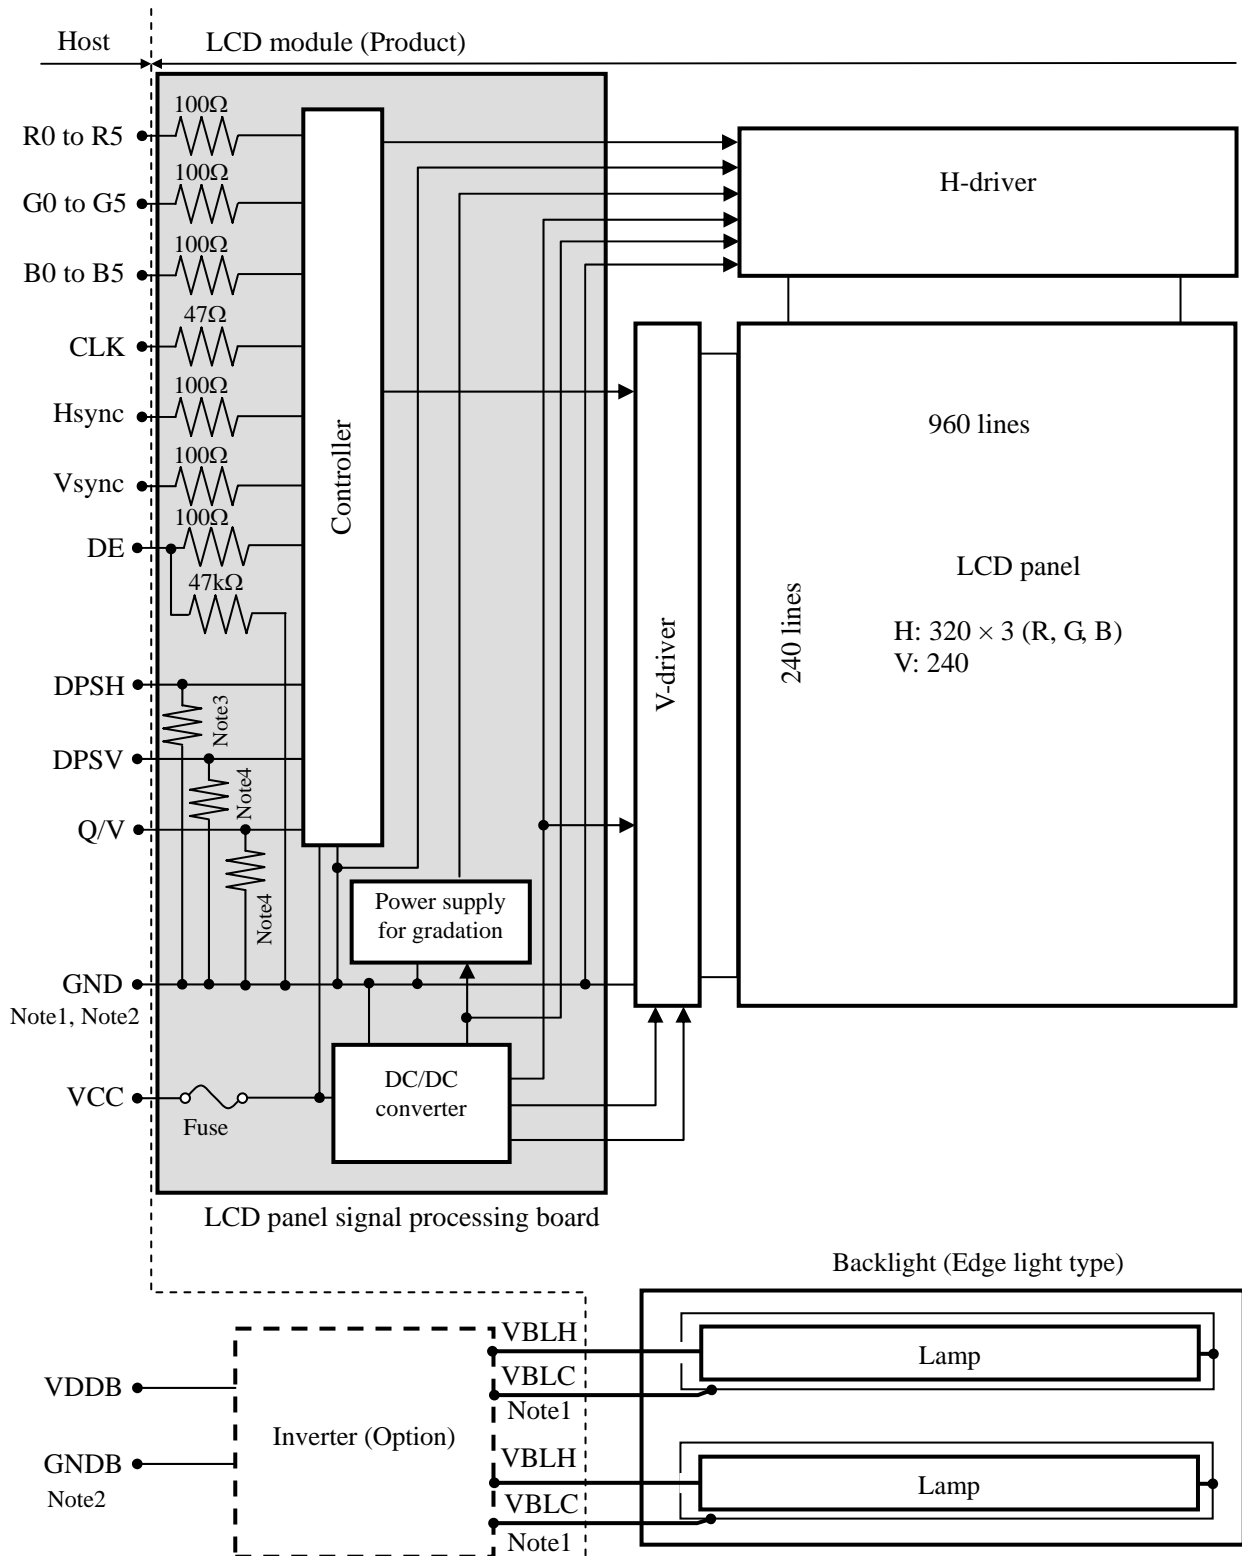 Host
LCD module (Product)
100Ω
R0 to R5
100Ω
G0 to G5
100Ω
B0 to B5
47Ω
CLK
100Ω
Hsync
100Ω
Vsync
100Ω
DE
47kΩ
DPSH
Note3
DPSV
Note4
Q/V
Note4
GND
Note1, Note2
VCC
Fuse
Controller
Power supply
for gradation
DC/DC
converter
LCD panel signal processing board
H-driver
V-driver
960 lines
240 lines
LCD panel
H: 320 × 3 (R, G, B)
V: 240
Backlight (Edge light type)
VDDB
GNDB
Note2
Inverter (Option)
VBLH
VBLC
Note1
VBLH
VBLC
Note1
Lamp
Lamp